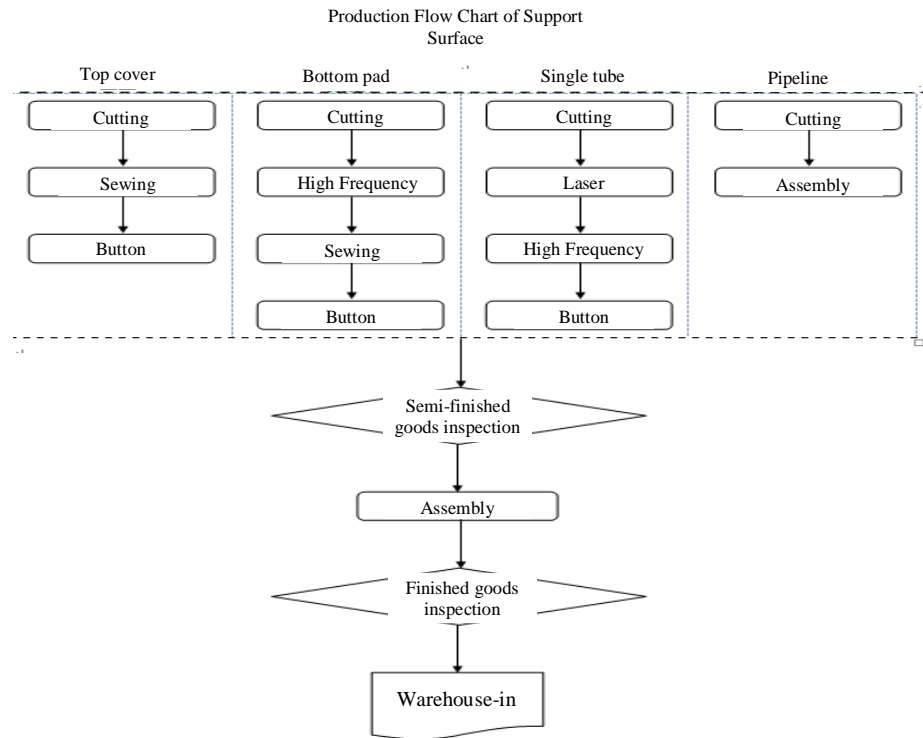 Production Flow Chart of Support
Surface
Top cover
Bottom pad
Single tube
Pipeline
Cutting
Cutting
Cutting
Cutting
Sewing
High Frequency
Laser
Assembly
Button
Sewing
High Frequency
Button
Button
Semi-finished
goods inspection
Assembly
Finished goods
inspection
Warehouse-in